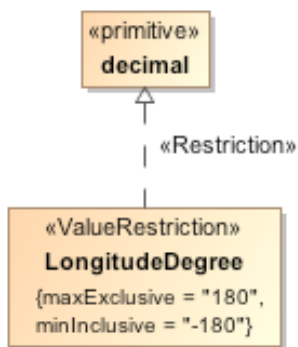 «primitive»
decimal
«Restriction»
«ValueRestriction»
LongitudeDegree
{maxExclusive = "180",
minInclusive = "-180"}